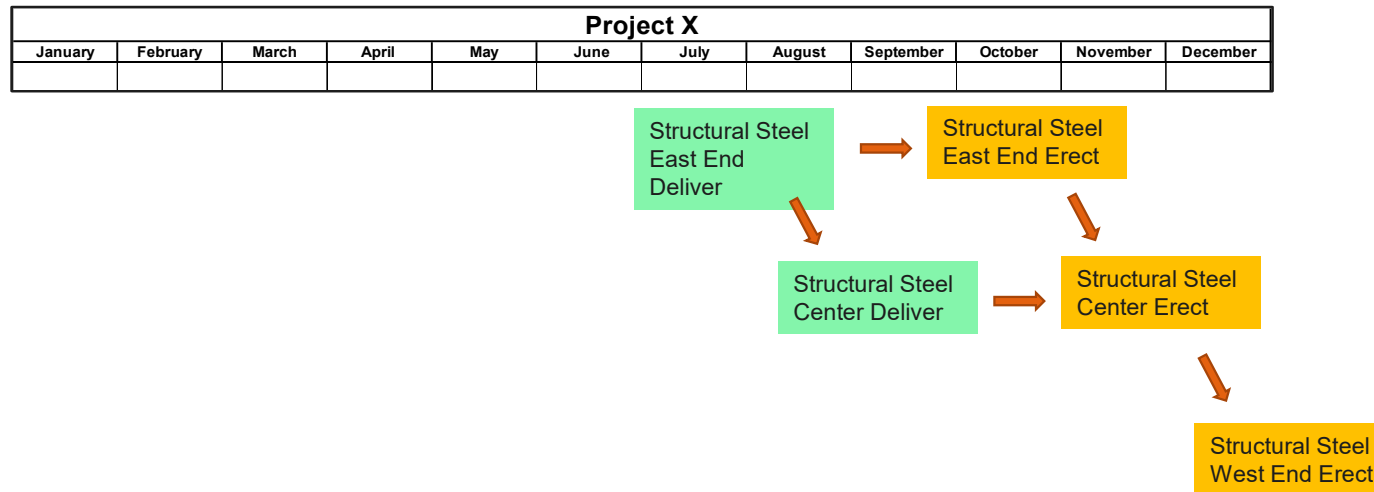 Project X
January February March April May June July August September October November December
Structural Steel
East End
Deliver
Structural Steel
East End Erect
Structural Steel
Center Deliver
Structural Steel
Center Erect
Structural Steel
West End Erect